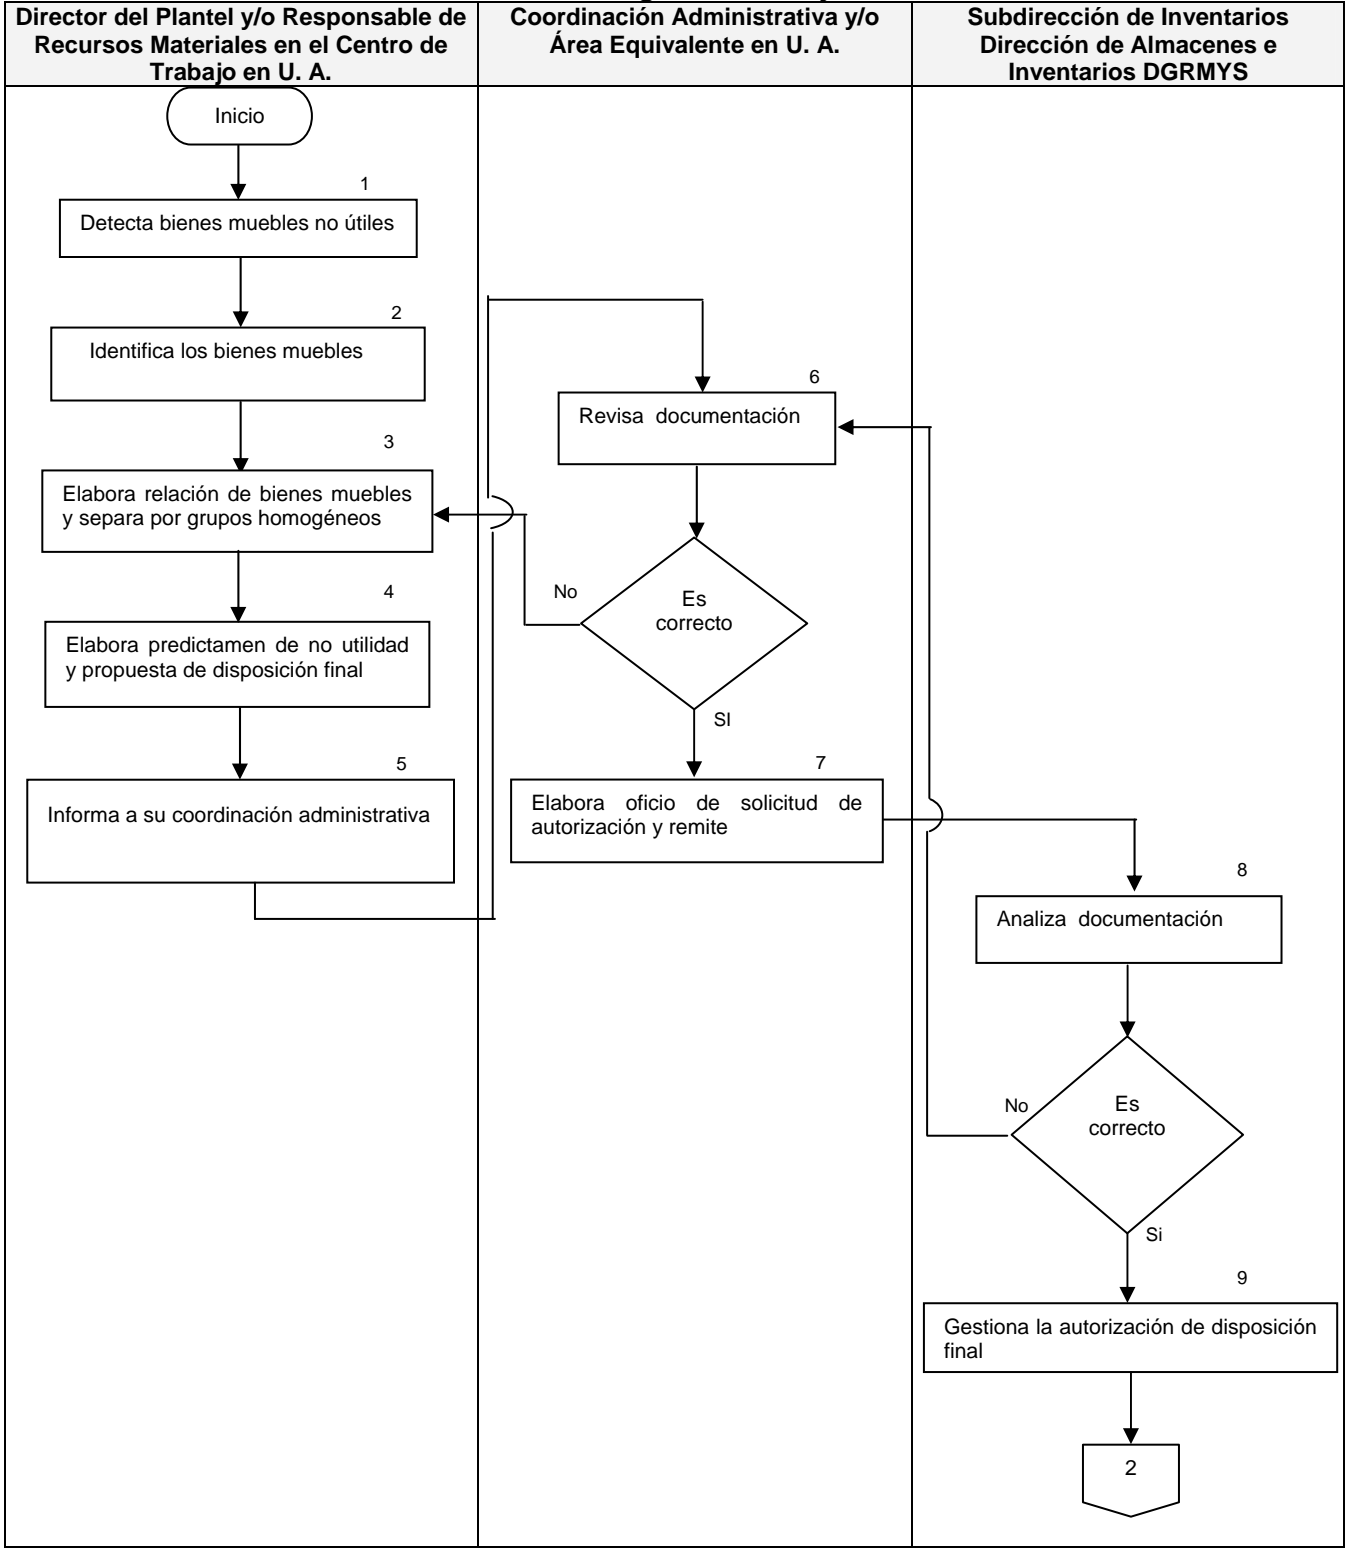 Director del Plantel y/o Responsable de
Recursos Materiales en el Centro de
Trabajo en U. A.
Coordinación Administrativa y/o
Área Equivalente en U. A.
Subdirección de Inventarios
Dirección de Almacenes e
Inventarios DGRMYS
Inicio
1
Detecta bienes muebles no útiles
2
Identifica los bienes muebles
3
Elabora relación de bienes muebles
y separa por grupos homogéneos
4
Elabora predictamen de no utilidad
y propuesta de disposición final
5
Informa a su coordinación administrativa
6
Revisa documentación
No
Es
correcto
SI
7
Elabora oficio de solicitud de
autorización y remite
8
Analiza documentación
No
Es
correcto
Si
9
Gestiona la autorización de disposición
final
2